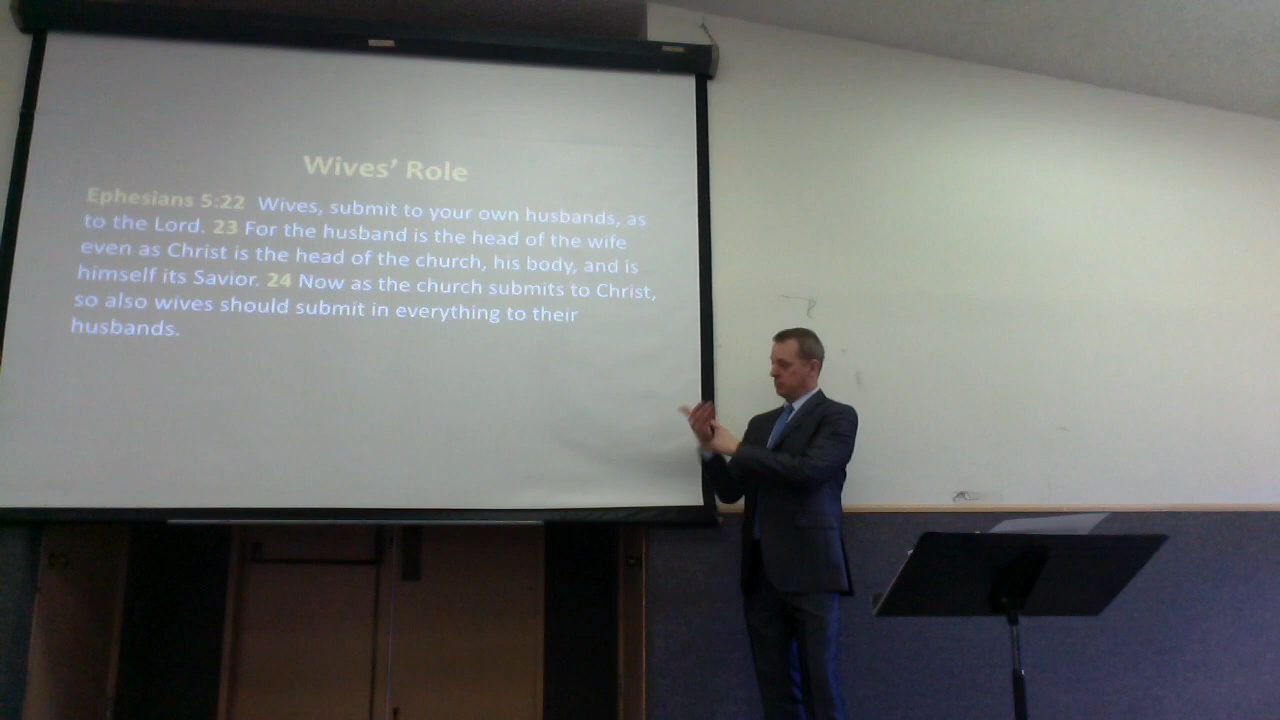 Wives’ Role
Ephesians 5:22 Wives, submit to your own husbands, as
to the Lord. 23 For the husband is the head of the wife
even as Christ is the head of the church, his body, and is
himself its Savior. 24 Now as the church submits to Christ,
so also wives should submit in everything to their
husbands.